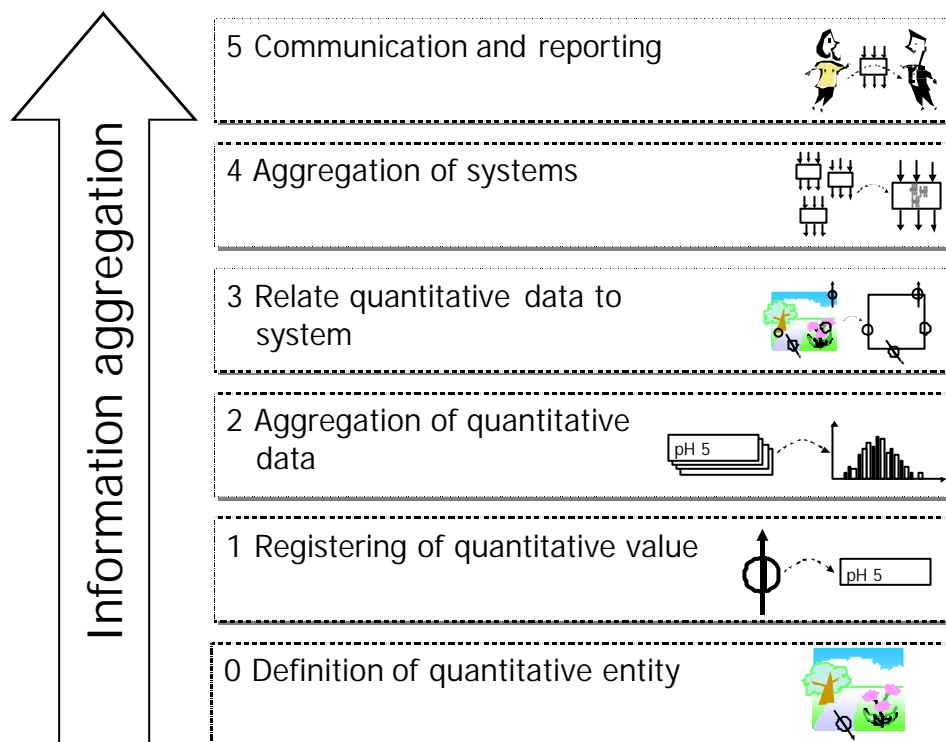 5 Communication and reporting
4 Aggregation of systems
3 Relate quantitative data to
system
2 Aggregation of quantitative
data
pH 5
1 Registering of quantitative value
pH 5
0 Definition of quantitative entity
Information aggregation